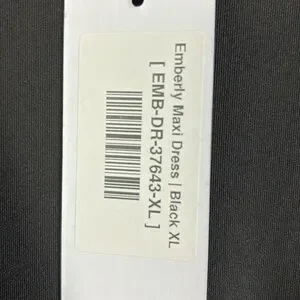 Emberly Maxi Dress | Black XL
[ EMB-DR-37643-XL ]